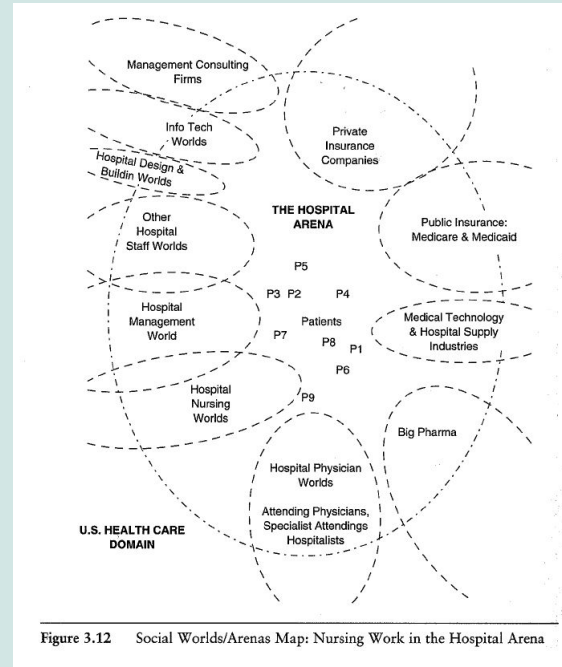 Management Consulting
Firms
Info Tech
Worlds
Private
Insurance
Companies
Hospital Design &
Buildin Worlds
Other
Hospital
Staff Worlds
THE HOSPITAL
ARENA
Public Insurance:
Medicare & Medicaid
P5
P3 P2 P4
Hospital
Management
World
Patients
P7
P8
P1
Medical Technology
& Hospital Supply
Industries
P6
Hospital
Nursing
Worlds
P9
Big Pharma
Hospital Physician
Worlds
Attending Physicians,
Specialist Attendings
Hospitalists
U.S. HEALTH CARE
DOMAIN
Figure 3.12 Social Worlds/Arenas Map: Nursing Work in the Hospital Arena